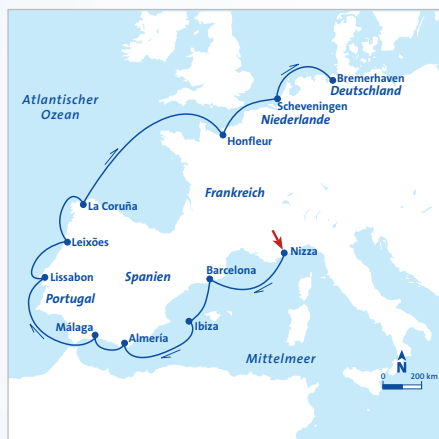 Bremerhaven
Deutschland
Atlantischer
Ozean
Scheveningen
Niederlande
Honfleur
Frankreich
La Coruña
Leixões
Nizza
Barcelona
Lissabon
Spanien
Portugal
Ibiza
Málaga
Almería
Mittelmeer
N
0 200 km